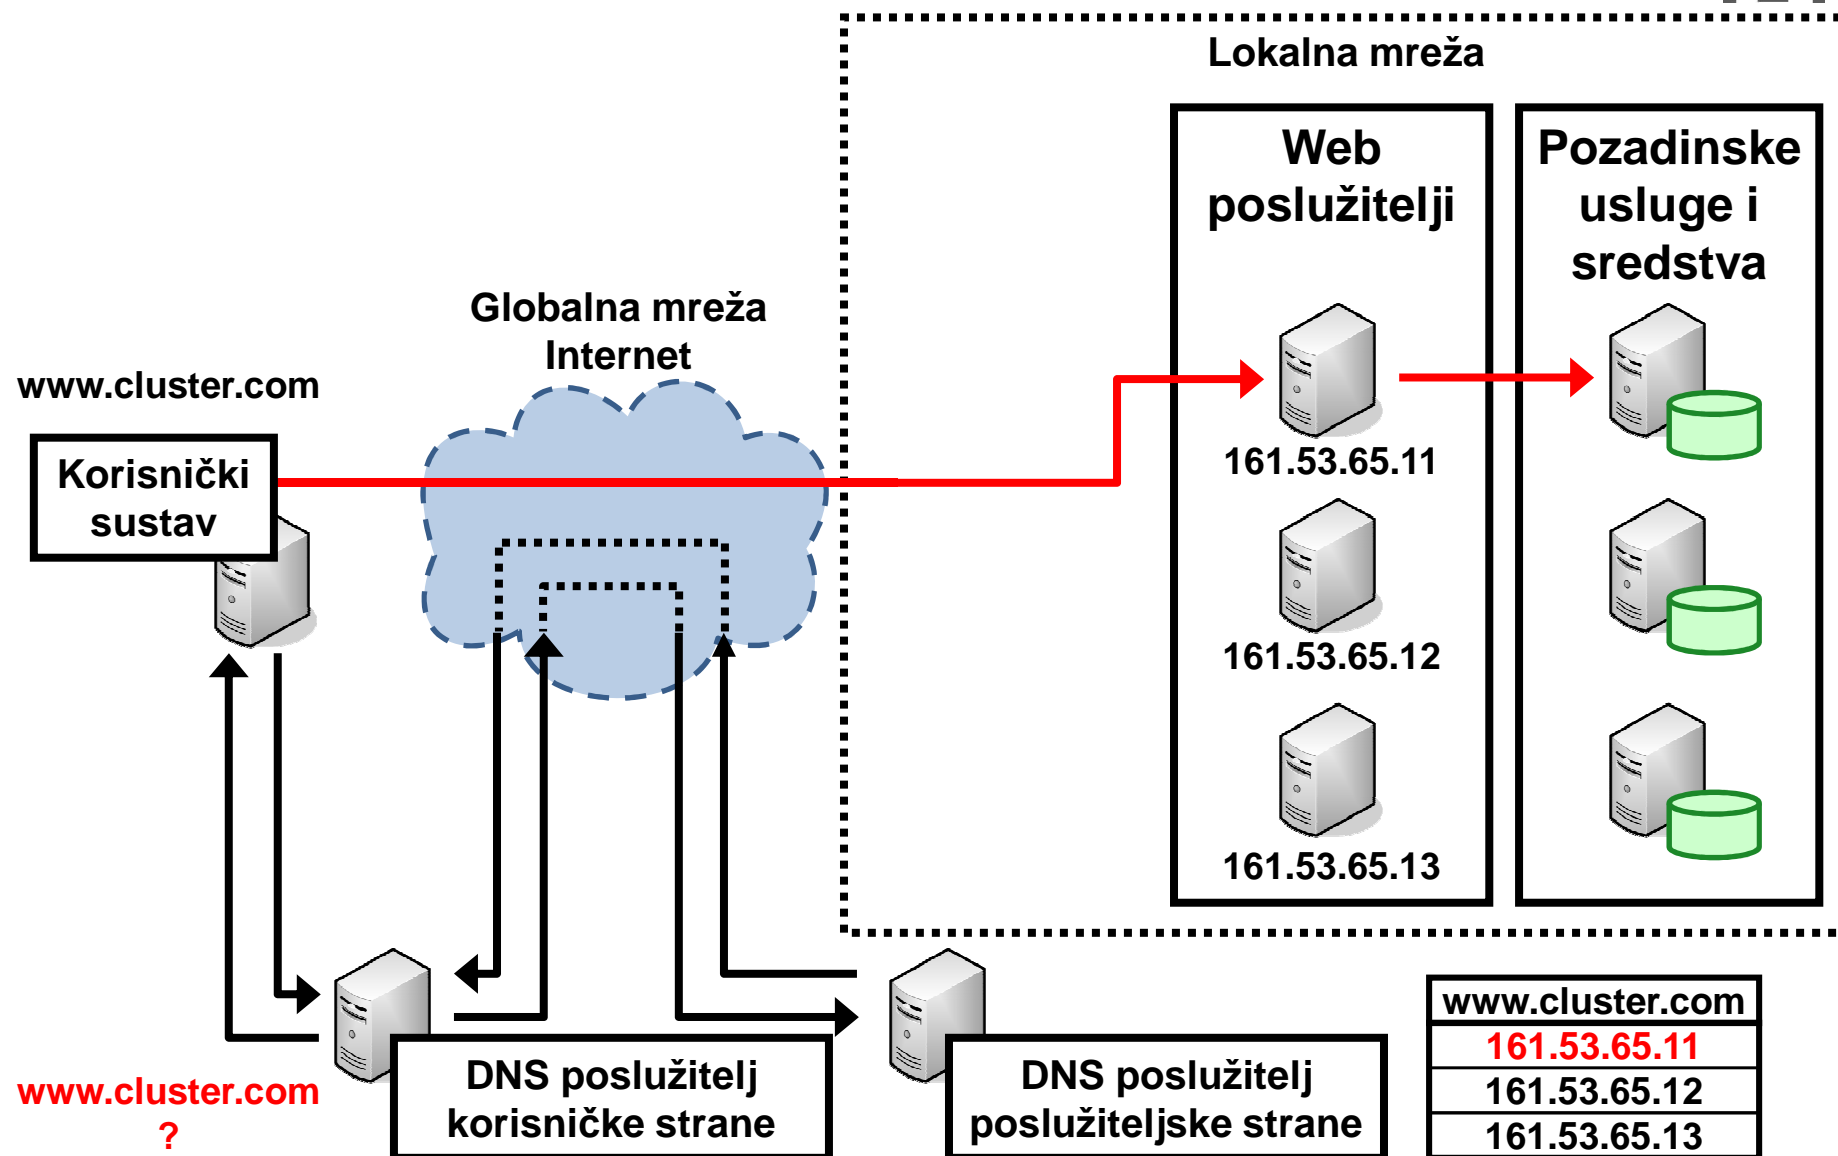 Lokalna mreža
Web
poslužitelji
Pozadinske
usluge i
sredstva
Globalna mreža
Internet
www.cluster.com
Korisnički
sustav
161.53.65.11
161.53.65.12
161.53.65.13
www.cluster.com
?
DNS poslužitelj
korisničke strane
DNS poslužitelj
poslužiteljske strane
www.cluster.com
161.53.65.11
161.53.65.12
161.53.65.13